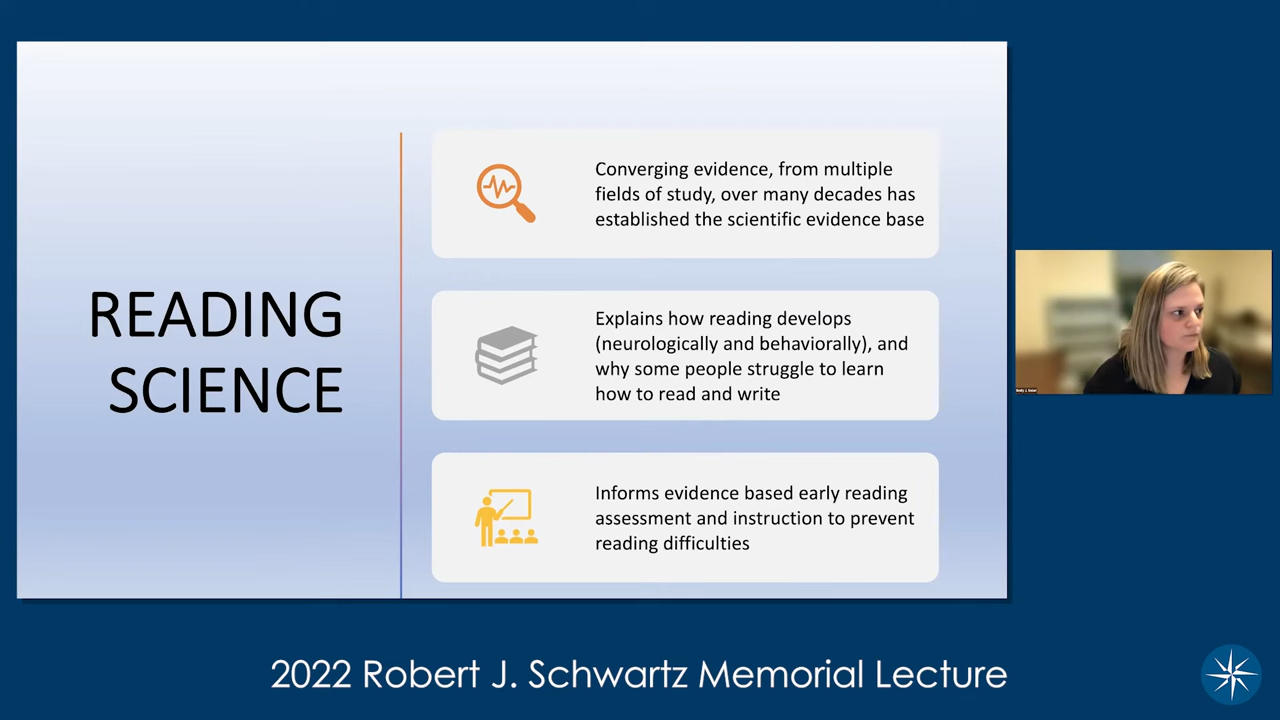 READING
SCIENCE
Converging evidence, from multiple
fields of study, over many decades has
established the scientific evidence base
Explains how reading develops
(neurologically and behaviorally), and
why some people struggle to learn
how to read and write
Informs evidence based early reading
assessment and instruction to prevent
reading difficulties
2022 Robert J. Schwartz Memorial Lecture